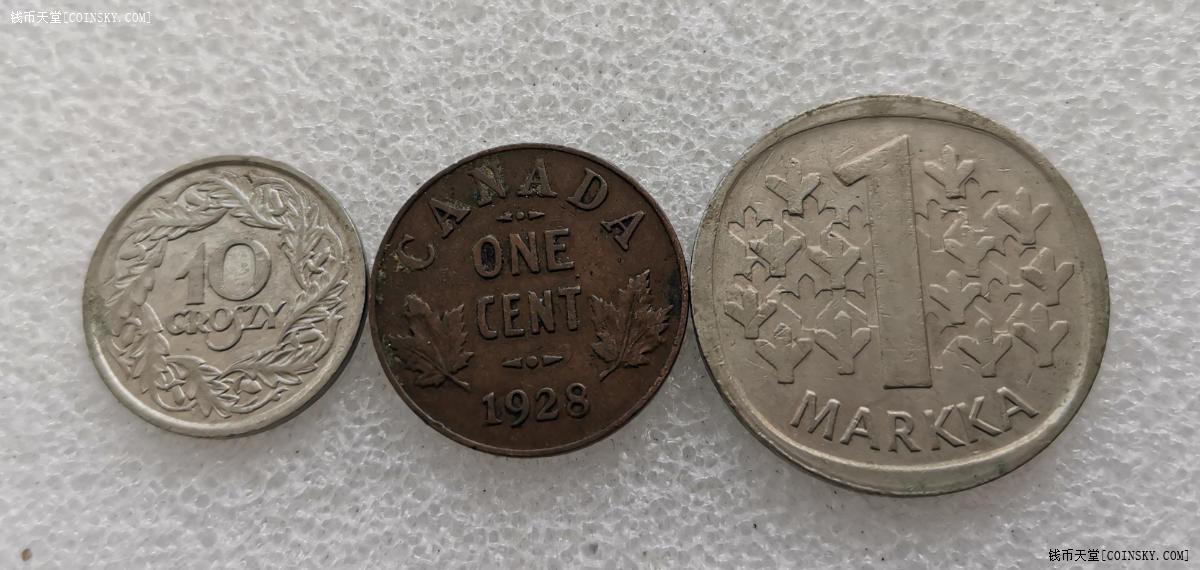 钱币天堂[COINSKY.COM]
10
GROSZY
CANADA
ONE
CENT
1928
1
MARKKA
钱币天堂[COINSKY.COM]